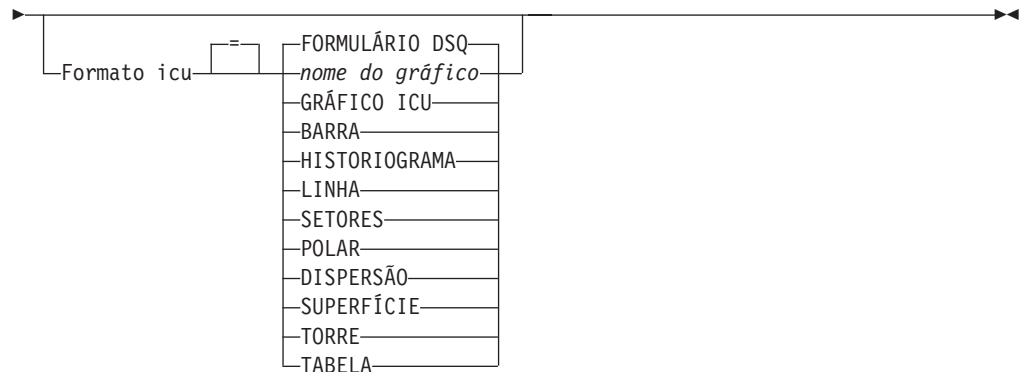 =
FORMULÁRIO DSQ
Formato icu
nome do gráfico
GRÁFICO ICU
BARRA
HISTORIOGRAMA
LINHA
SETORES
POLAR
DISPERSÃO
SUPERFÍCIE
TORRE
TABELA